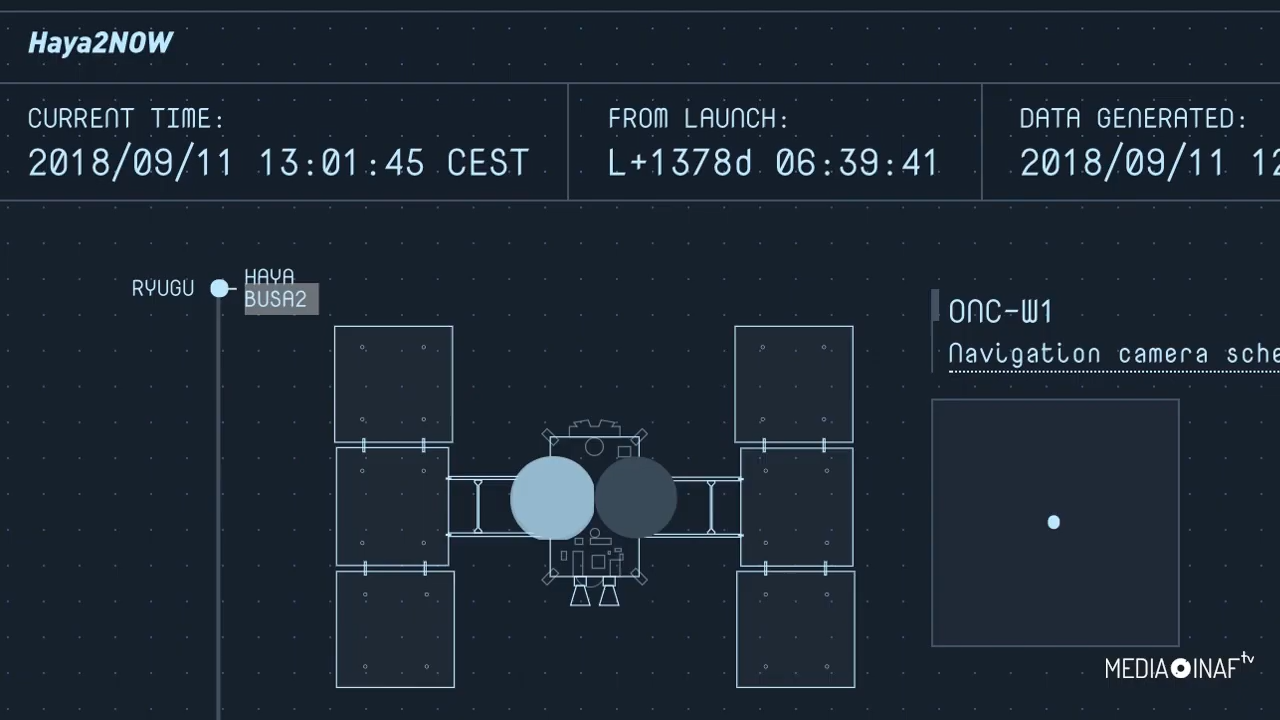 Haya2NOW
CURRENT TIME:
2018/09/11 13:01:45 CEST
FROM LAUNCH:
L+1378d 06:39:41
DATA GENERATED:
2018/09/11 12
RYUGU
HAYA
BUSA2
ONC-W1
Navigation camera sche
MEDIA INAF tv